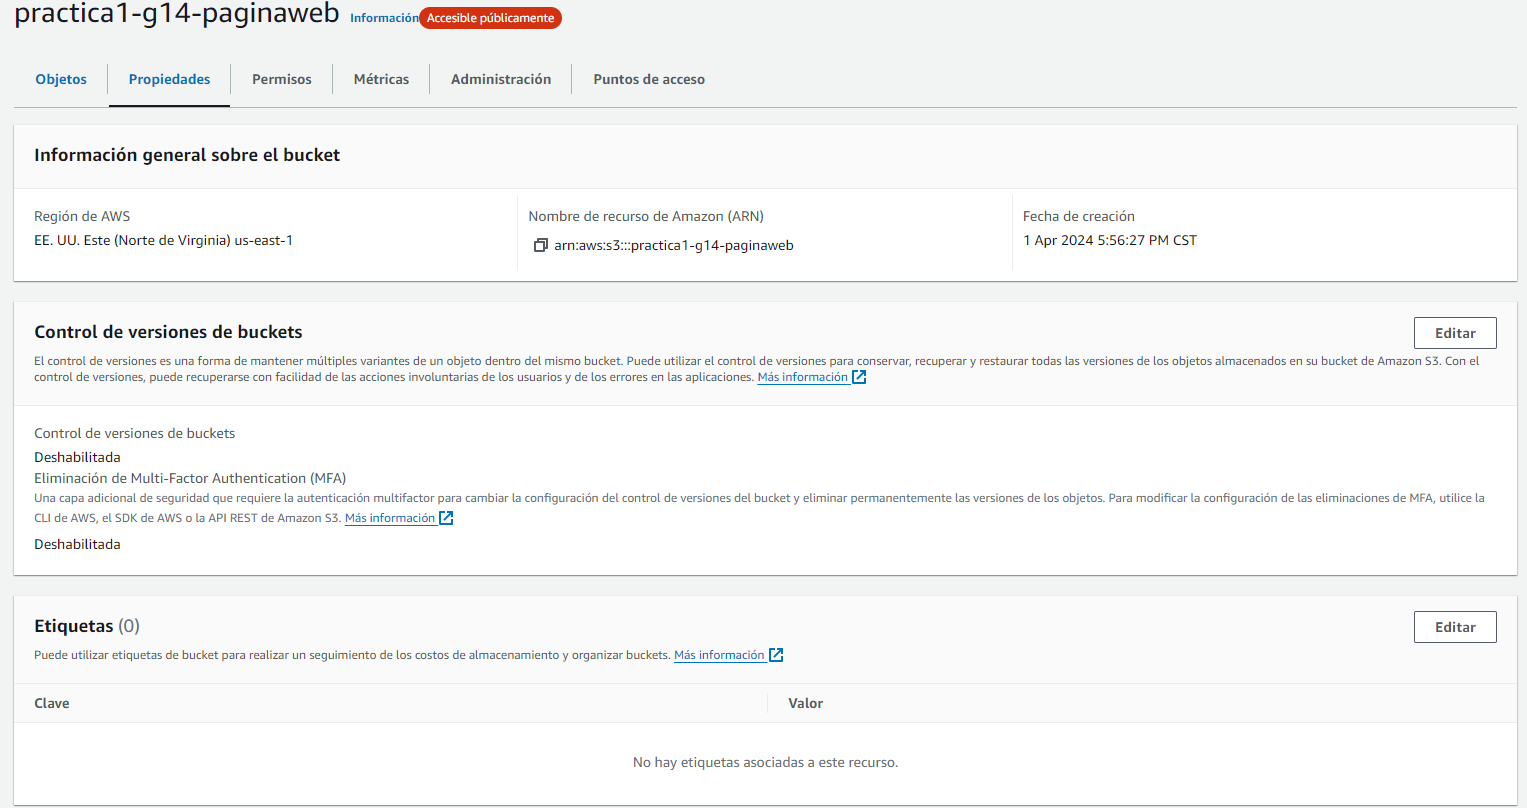 practica1-g14-paginaweb Información Accesible públicamente
Objetos Propiedades Permisos Métricas Administración Puntos de acceso
Información general sobre el bucket
Región de AWS
EE. UU. Este (Norte de Virginia) us-east-1
Nombre de recurso de Amazon (ARN)
arn:aws:s3:::practica1-g14-paginaweb
Fecha de creación
1 Apr 2024 5:56:27 PM CST
Control de versiones de buckets
Editar
El control de versiones es una forma de mantener múltiples variantes de un objeto dentro del mismo bucket. Puede utilizar el control de versiones para conservar, recuperar y restaurar todas las versiones de los objetos almacenados en su bucket de Amazon S3. Con el
control de versiones, puede recuperarse con facilidad de las acciones involuntarias de los usuarios y de los errores en las aplicaciones. Más información
Control de versiones de buckets
Deshabilitada
Eliminación de Multi-Factor Authentication (MFA)
Una capa adicional de seguridad que requiere la autenticación multifactor para cambiar la configuración del control de versiones del bucket y eliminar permanentemente las versiones de los objetos. Para modificar la configuración de las eliminaciones de MFA, utilice la
CLI de AWS, el SDK de AWS o la API REST de Amazon S3. Más información
Deshabilitada
Etiquetas (0)
Editar
Puede utilizar etiquetas de bucket para realizar un seguimiento de los costos de almacenamiento y organizar buckets. Más información
Clave Valor
No hay etiquetas asociadas a este recurso.